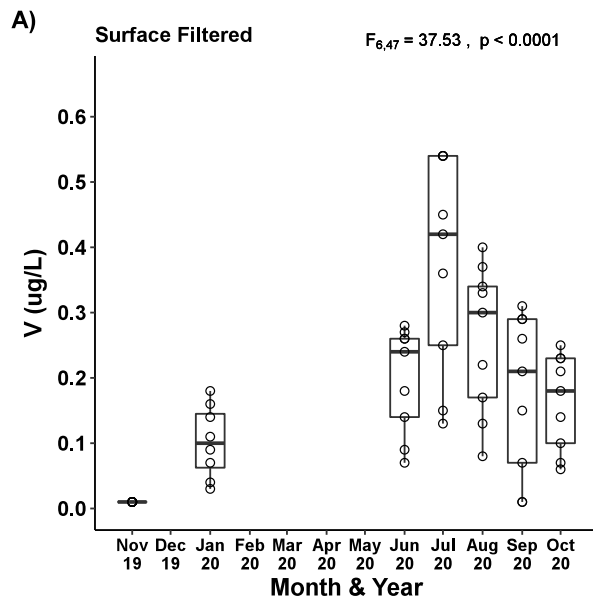 A)
Surface Filtered
F6,47 = 37.53 , p < 0.0001
V (ug/L)
0.6
0.5
0.4
0.3
0.2
0.1
0.0
Nov Dec Jan Feb Mar Apr May Jun Jul Aug Sep Oct
19 19 20 20 20 20 20 20 20 20 20 20
Month & Year